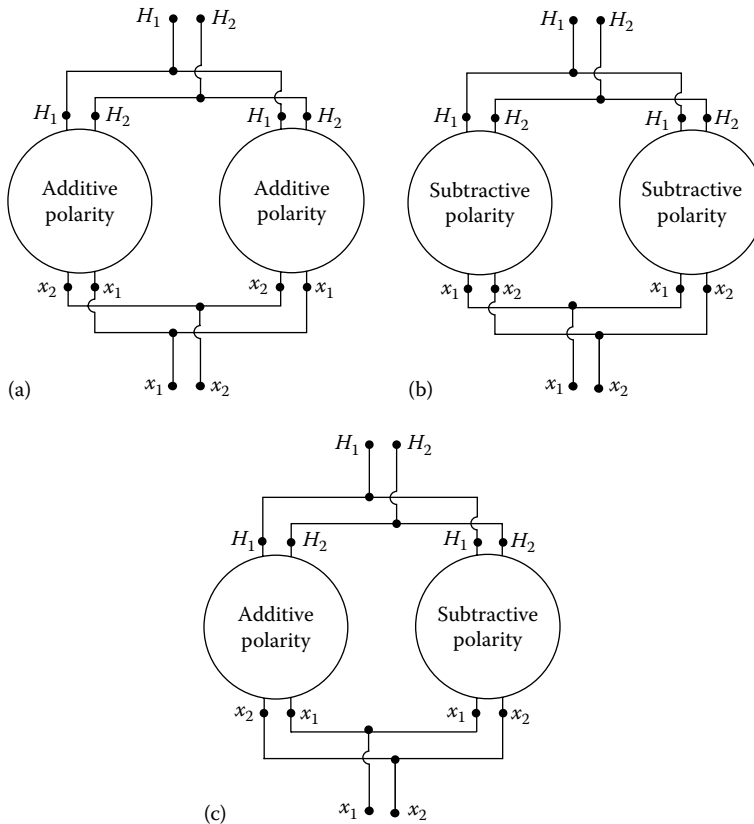 H₁ H₂ H₁ H₂
H₁ H₂ H₁ H₂ H₁ H₂ H₁ H₂
Additive Additive Subtractive Subtractive
polarity polarity polarity polarity
x₂ x₁ x₂ x₁ x₁ x₂ x₁ x₂
(a) x₁ x₂ (b) x₁ x₂
H₁ H₂
H₁ H₂ H₁ H₂
Additive Subtractive
polarity polarity
x₂ x₁ x₁ x₂
(c) x₁ x₂